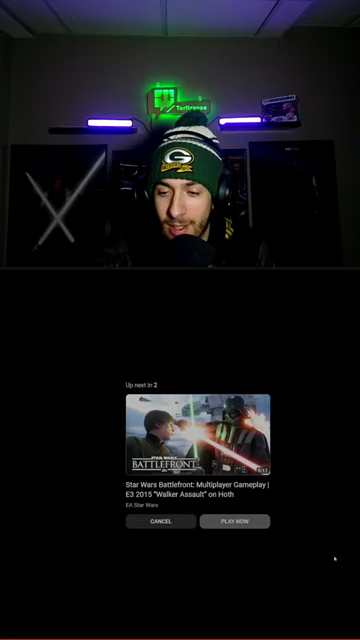 G
Up next in 2
STAR WARS
BATTLEFRONT
Star Wars Battlefront: Multiplayer Gameplay |
E3 2015 "Walker Assault" on Hoth
EA Star Wars
CANCEL
PLAY NOW